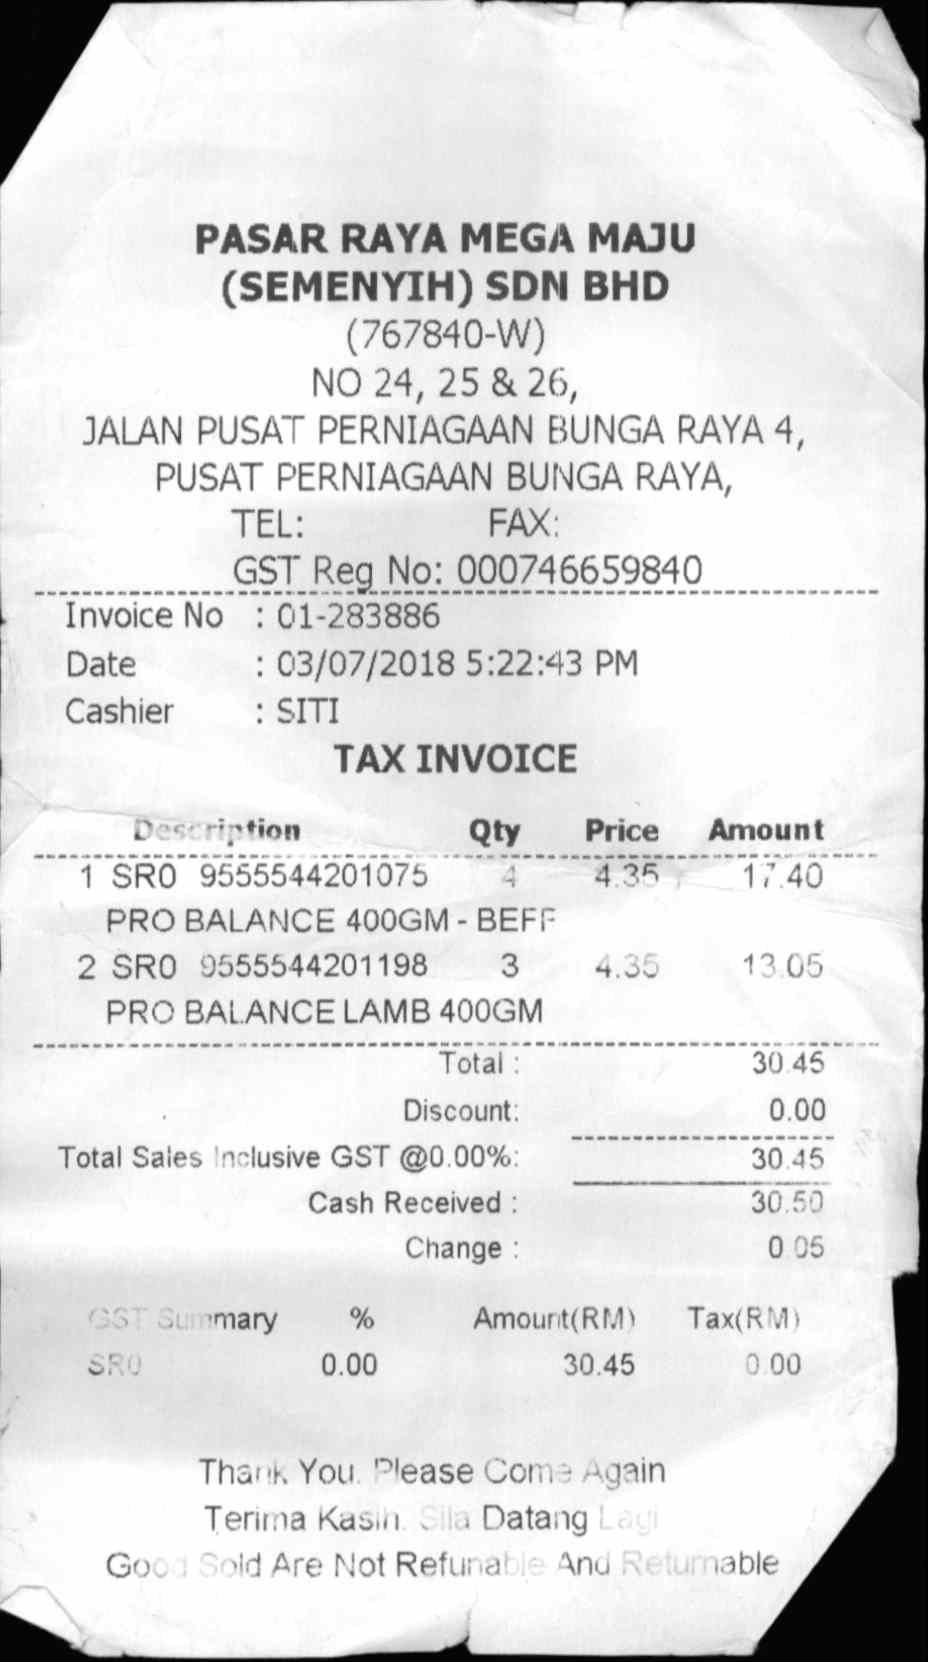 PASAR RAYA MEGA MAJU
(SEMENYIH) SDN BHD
(767840-W)
NO 24, 25 & 26,
JALAN PUSAT PERNIAGAAN BUNGA RAYA 4,
PUSAT PERNIAGAAN BUNGA RAYA,
TEL: FAX:
GST Reg No: 000746659840
Invoice No : 01-283886
Date : 03/07/2018 5:22:43 PM
Cashier : SITI
TAX INVOICE
Description Qty Price Amount
1 SR0 9555544201075 4 4.35 17.40
PRO BALANCE 400GM - BEFF
2 SR0 9555544201198 3 4.35 13.05
PRO BALANCE LAMB 400GM
Total : 30.45
Discount: 0.00
Total Sales Inclusive GST @0.00%: 30.45
Cash Received : 30.50
Change : 0.05
GST Summary % Amount(RM) Tax(RM)
SR0 0.00 30.45 0.00
Thank You. Please Come Again
Terima Kasih. Sila Datang Lagi
Good Sold Are Not Refunable And Returnable